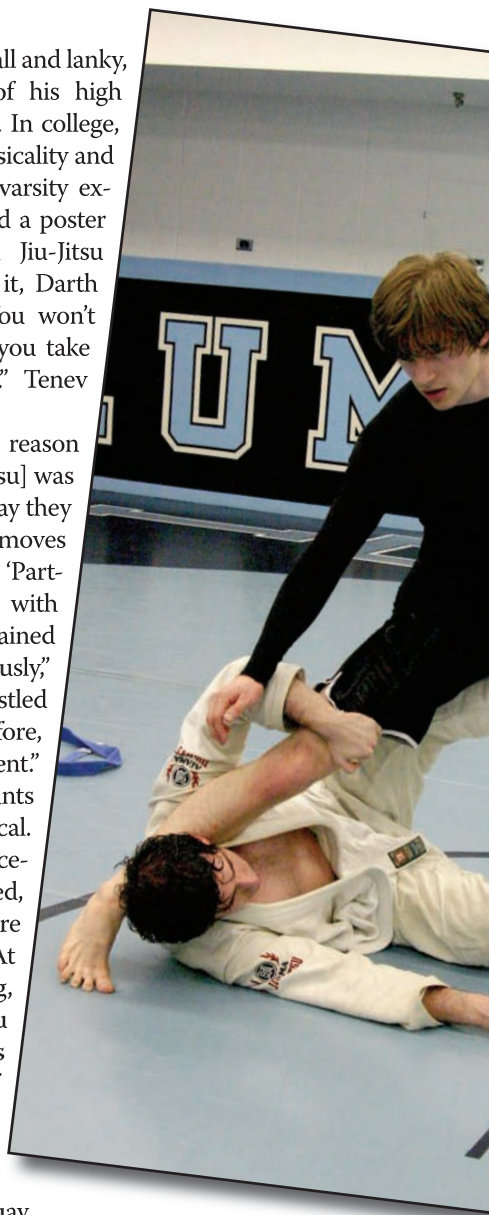 all and lanky,
of his high
. In college,
sicality and
varsity ex-
d a poster
Jiu-Jitsu
it, Darth
ou won't
you take
.” Tenev
reason
su] was
ay they
moves
‘Part-
with
ained
usly,”
stled
fore,
ent.”
nts
cal.
ce-
ed,
re
At
g,
u
s
uay
UM